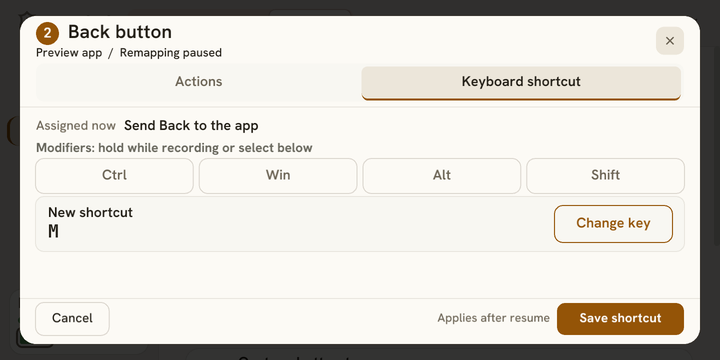 2 Back button
Preview app / Remapping paused
Actions
Keyboard shortcut
Assigned now Send Back to the app
Modifiers: hold while recording or select below
Ctrl
Win
Alt
Shift
New shortcut
M
Change key
Cancel
Applies after resume
Save shortcut